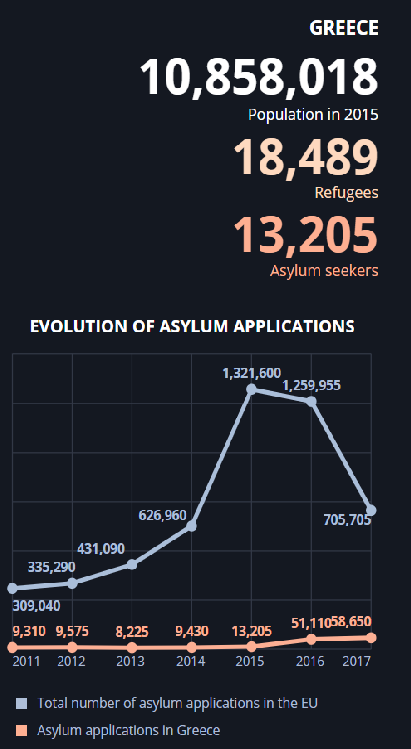 GREECE
10,858,018
Population in 2015
18,489
Refugees
13,205
Asylum seekers
EVOLUTION OF ASYLUM APPLICATIONS
1,321,600
1,259,955
626,960
705,705
431,090
335,290
309,040
9,310 9,575 8,225 9,430 13,205 51,110 58,650
2011 2012 2013 2014 2015 2016 2017
Total number of asylum applications in the EU
Asylum applications in Greece